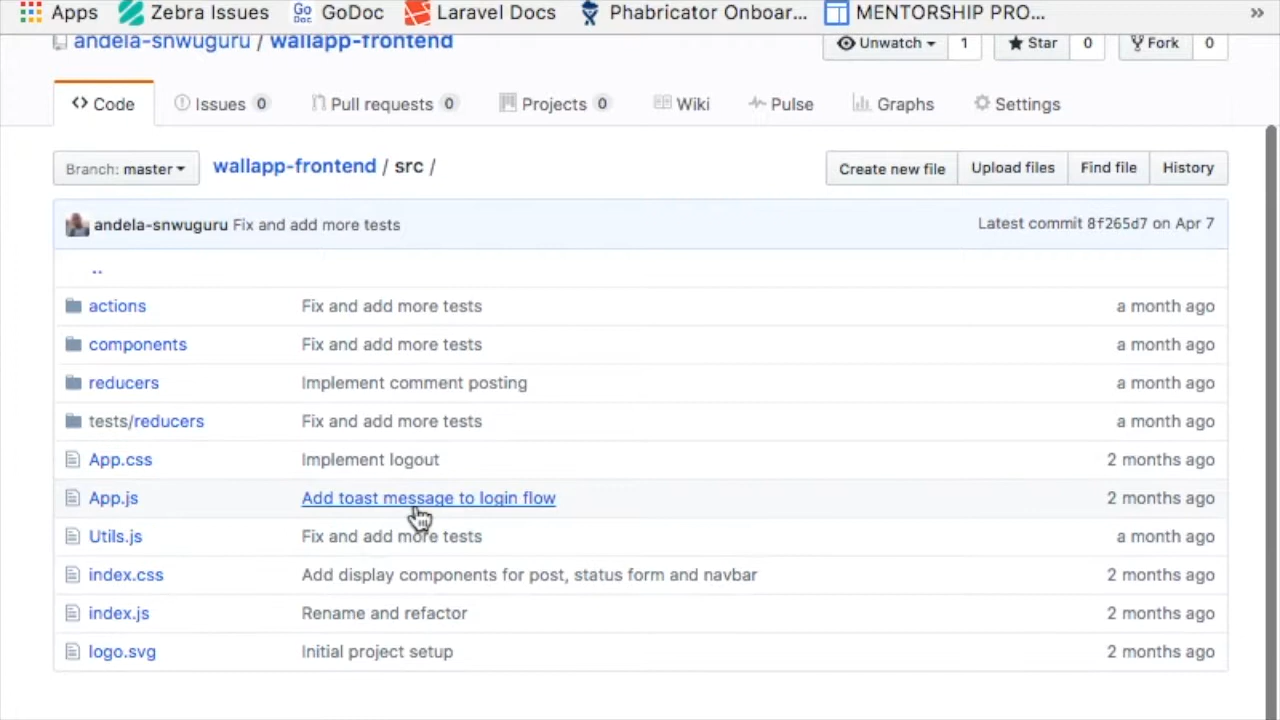 Apps Zebra Issues Go Doc GoDoc Laravel Docs Phabricator Onboar... MENTORSHIP PRO... »
andela-snwuguru / wallapp-frontend Unwatch 1 Star 0 Fork 0
Code Issues 0 Pull requests 0 Projects 0 Wiki Pulse Graphs Settings
Branch: master wallapp-frontend / src / Create new file Upload files Find file History
andela-snwuguru Fix and add more tests Latest commit 8f265d7 on Apr 7
..
actions Fix and add more tests a month ago
components Fix and add more tests a month ago
reducers Implement comment posting a month ago
tests/reducers Fix and add more tests a month ago
App.css Implement logout 2 months ago
App.js Add toast message to login flow 2 months ago
Utils.js Fix and add more tests a month ago
index.css Add display components for post, status form and navbar 2 months ago
index.js Rename and refactor 2 months ago
logo.svg Initial project setup 2 months ago